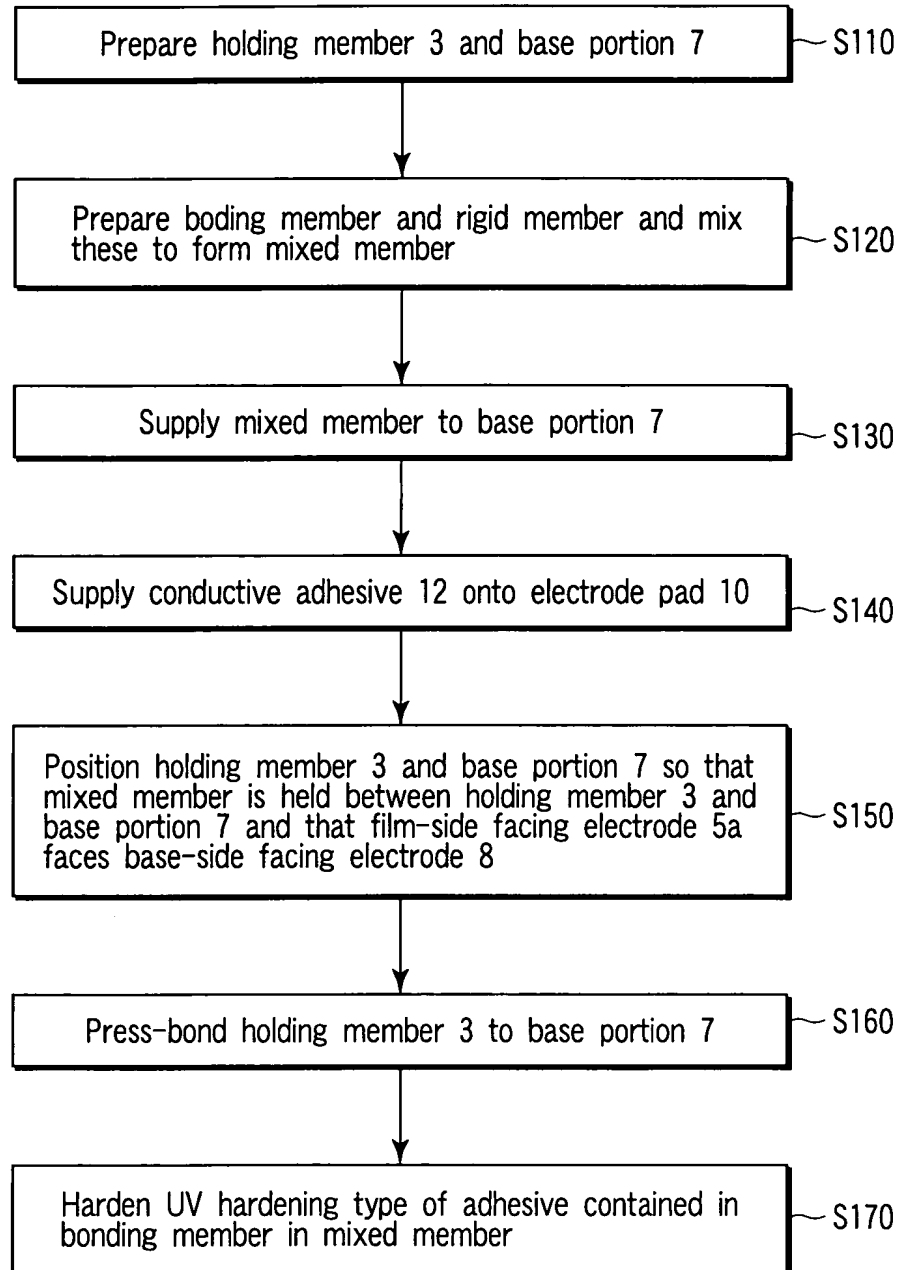 Prepare holding member 3 and base portion 7
S110
Prepare boding member and rigid member and mix
these to form mixed member
S120
Supply mixed member to base portion 7
S130
Supply conductive adhesive 12 onto electrode pad 10
S140
Position holding member 3 and base portion 7 so that
mixed member is held between holding member 3 and
base portion 7 and that film-side facing electrode 5a
faces base-side facing electrode 8
S150
Press-bond holding member 3 to base portion 7
S160
Harden UV hardening type of adhesive contained in
bonding member in mixed member
S170